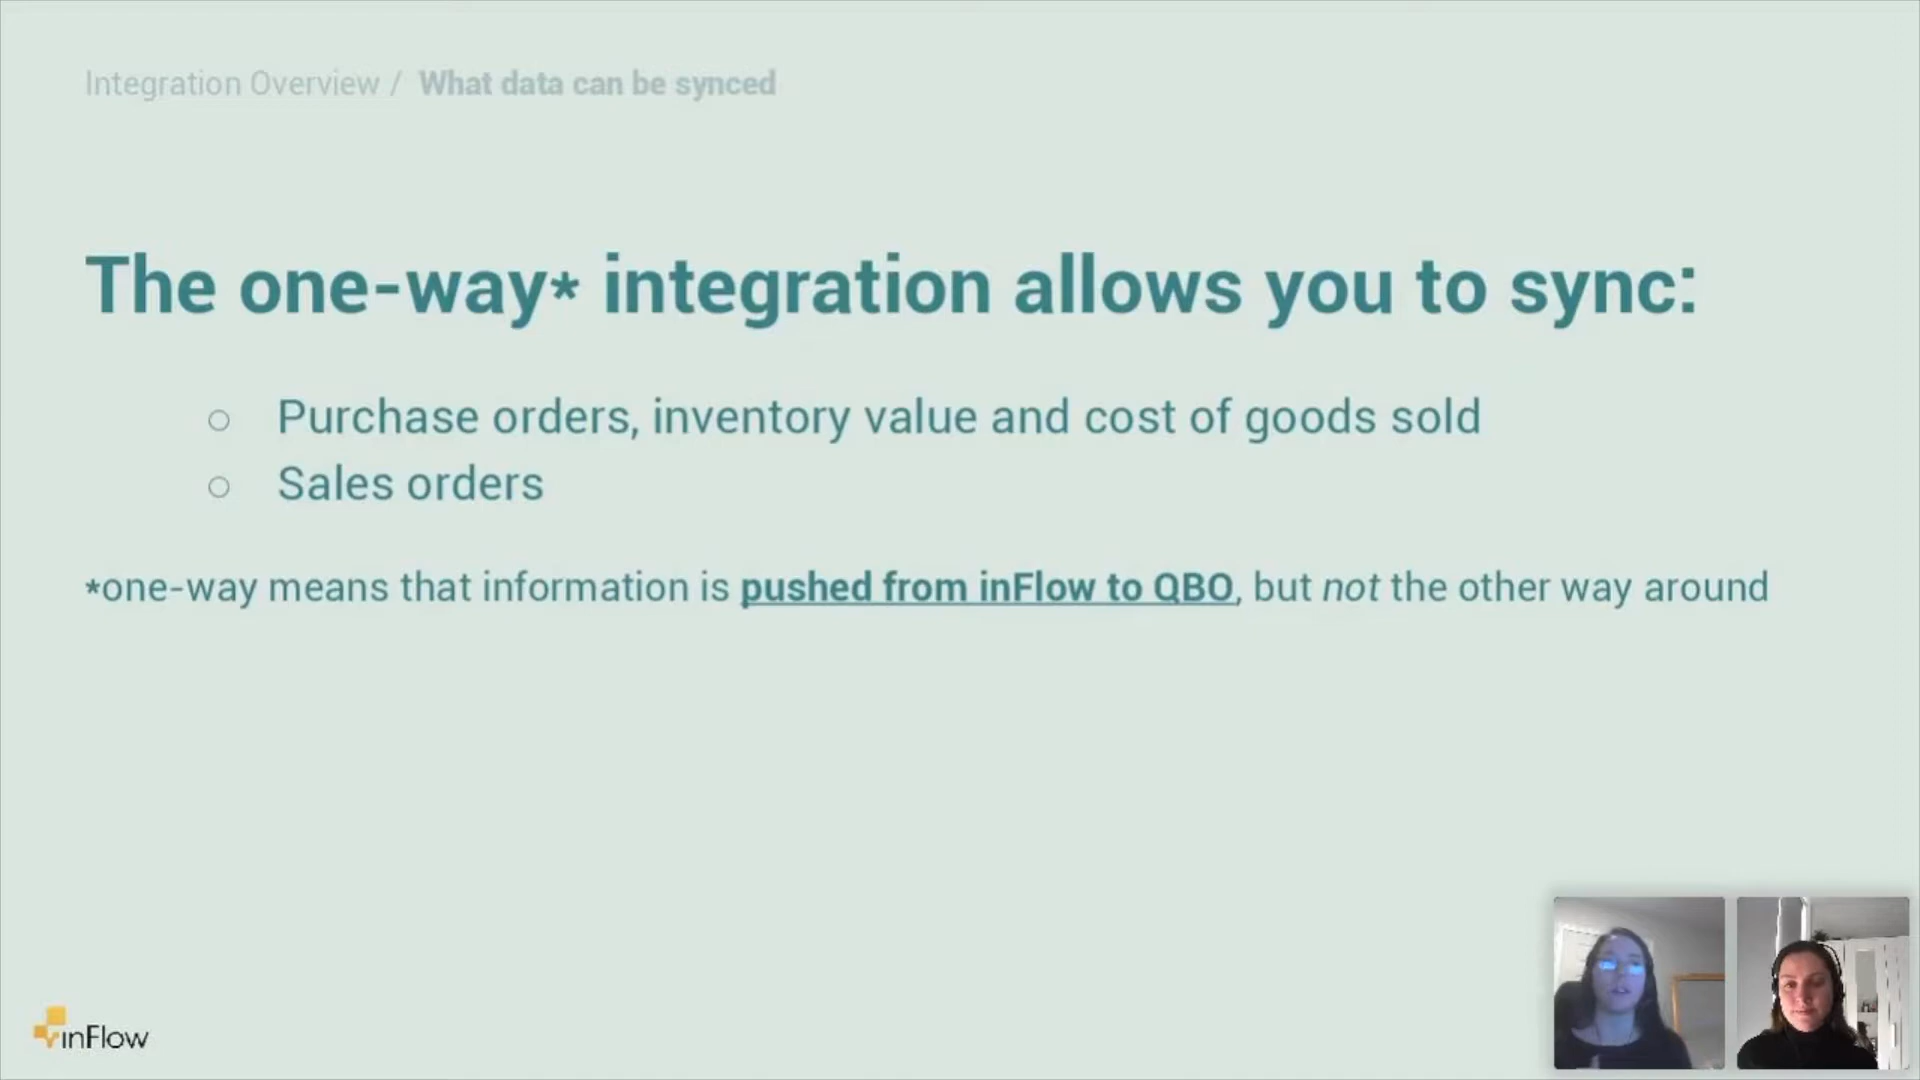 Integration Overview / What data can be synced
The one-way* integration allows you to sync:
○ Purchase orders, inventory value and cost of goods sold
○ Sales orders
*one-way means that information is pushed from inFlow to QBO, but not the other way around
inFlow